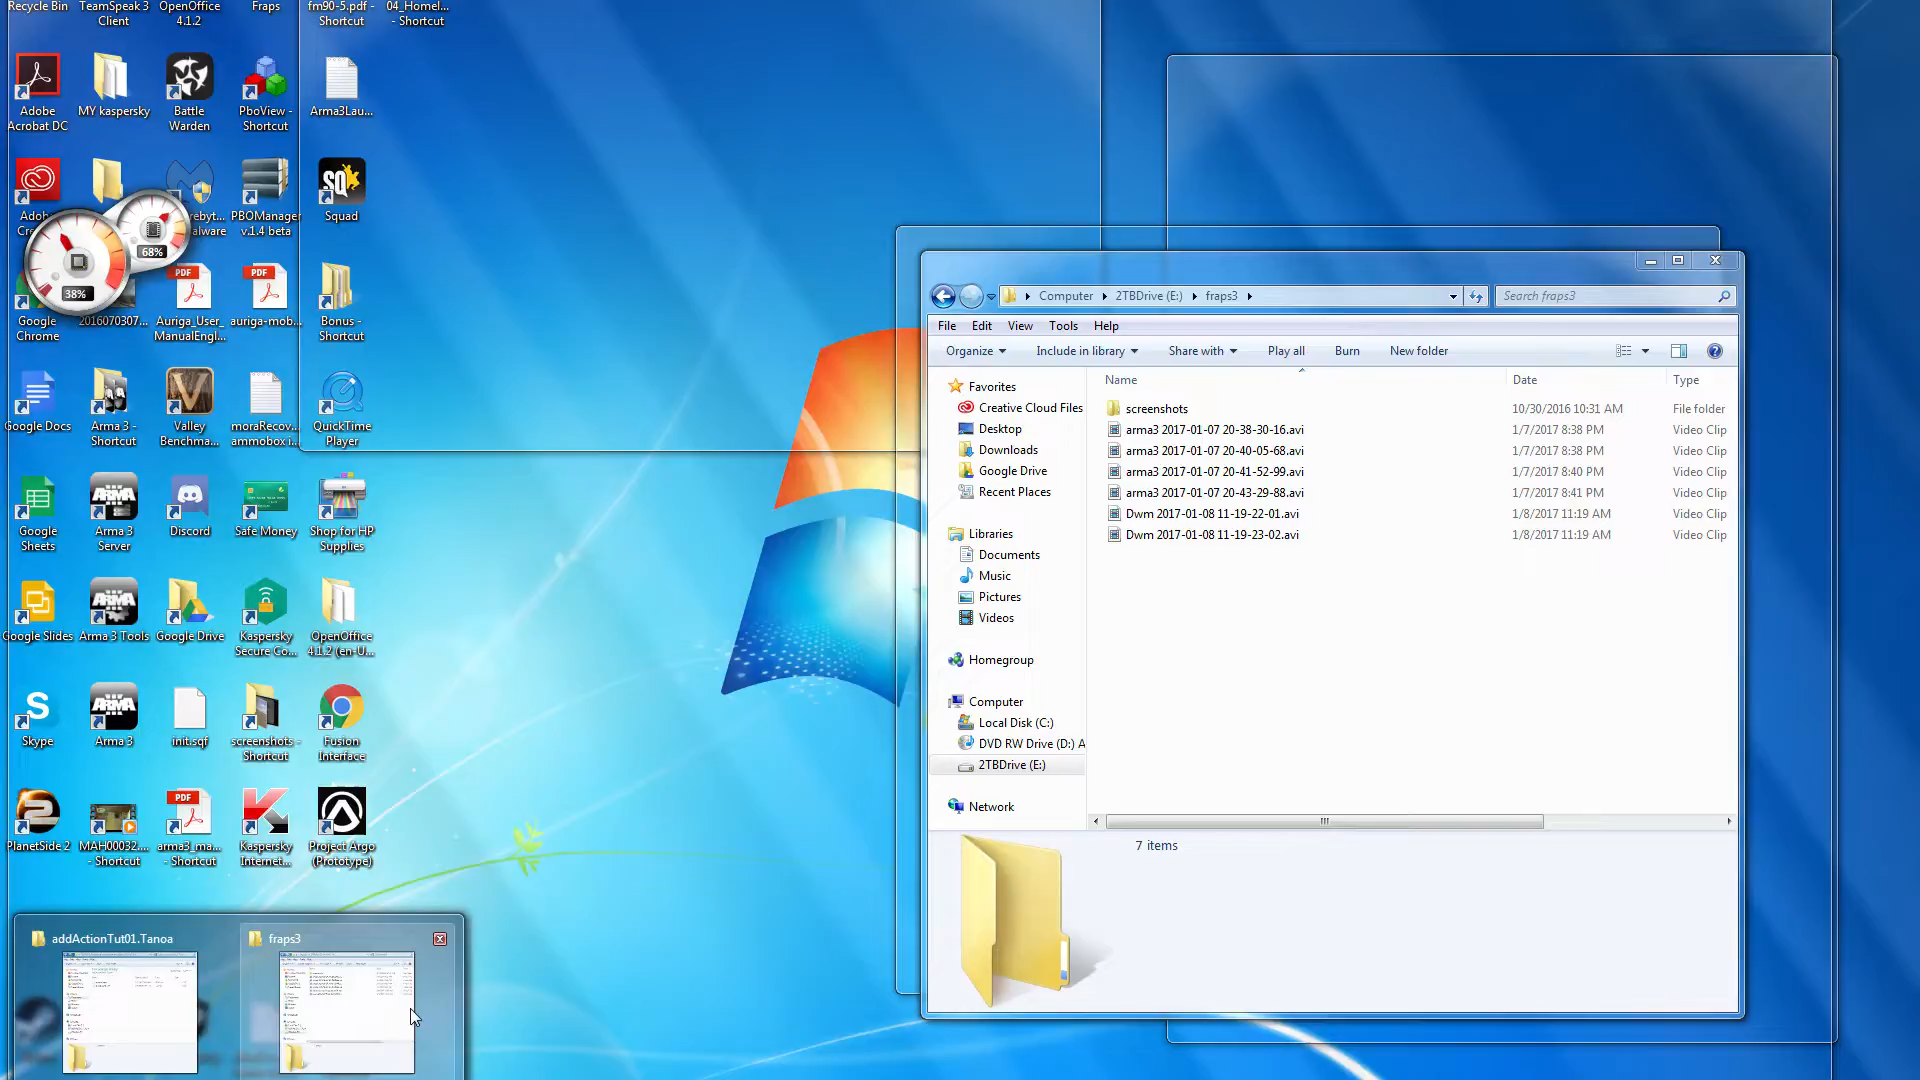 Recycle Bin
TeamSpeak 3
Client
OpenOffice
4.1.2
Fraps
fm90-5.pdf -
Shortcut
04_Homel...
- Shortcut
Adobe
Acrobat DC
MY kaspersky
Battle
Warden
PboView -
Shortcut
Arma3Lau...
SQ
Squad
PBOManager
v.1.4 beta
68%
38%
Google
Chrome
2016070307...
PDF
Auriga_User_
ManualEngl...
PDF
auriga-mob...
Bonus -
Shortcut
Google Docs
Arma 3 -
Shortcut
Valley
Benchma...
moraRecov...
ammobox i...
QuickTime
Player
Google
Sheets
ARMA
Arma 3
Server
Discord
Safe Money
Shop for HP
Supplies
Google Slides
ARMA
Arma 3 Tools
Google Drive
Kaspersky
Secure Co...
OpenOffice
4.1.2 (en-U...
Skype
ARMA
Arma 3
init.sqf
screenshots -
Shortcut
Fusion
Interface
PlanetSide 2
MAH00032...
- Shortcut
PDF
arma3_ma...
- Shortcut
Kaspersky
Internet...
Project Argo
(Prototype)
addActionTut01.Tanoa
fraps3
Computer
2TBDrive (E:)
fraps3
Search fraps3
File Edit View Tools Help
Organize Include in library Share with Play all Burn New folder
Name Date Type
screenshots 10/30/2016 10:31 AM File folder
arma3 2017-01-07 20-38-30-16.avi 1/7/2017 8:38 PM Video Clip
arma3 2017-01-07 20-40-05-68.avi 1/7/2017 8:38 PM Video Clip
arma3 2017-01-07 20-41-52-99.avi 1/7/2017 8:40 PM Video Clip
arma3 2017-01-07 20-43-29-88.avi 1/7/2017 8:41 PM Video Clip
Dwm 2017-01-08 11-19-22-01.avi 1/8/2017 11:19 AM Video Clip
Dwm 2017-01-08 11-19-23-02.avi 1/8/2017 11:19 AM Video Clip
Favorites
Creative Cloud Files
Desktop
Downloads
Google Drive
Recent Places
Libraries
Documents
Music
Pictures
Videos
Homegroup
Computer
Local Disk (C:)
DVD RW Drive (D:) A
2TBDrive (E:)
Network
7 items